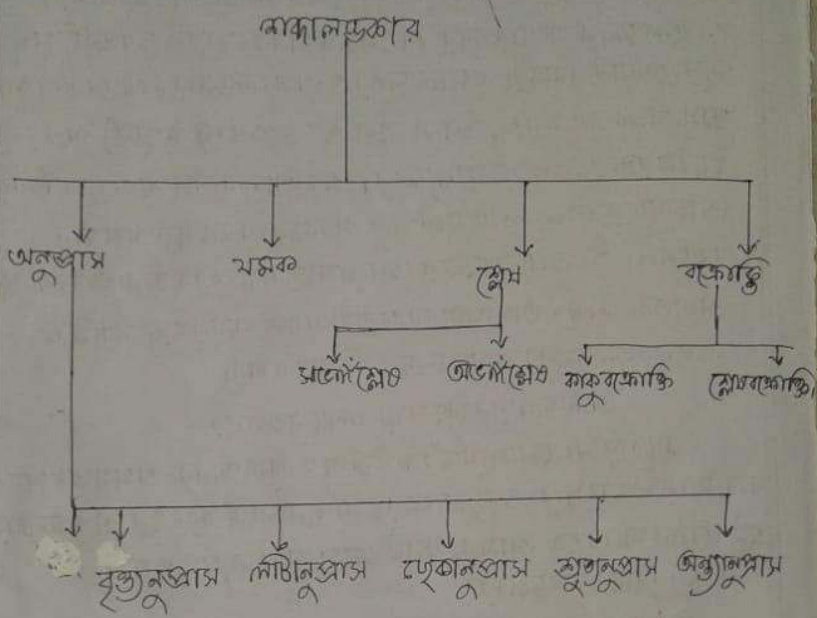 শব্দালঙ্কার
অনুপ্রাস যমক শ্লেষ বক্রোক্তি
সভঙ্গশ্লেষ অভঙ্গশ্লেষ কাকুবক্রোক্তি শ্লেষবক্রোক্তি
বৃত্ত্যনুপ্রাস লাটানুপ্রাস ছেকানুপ্রাস শ্রুত্যনুপ্রাস অন্ত্যানুপ্রাস